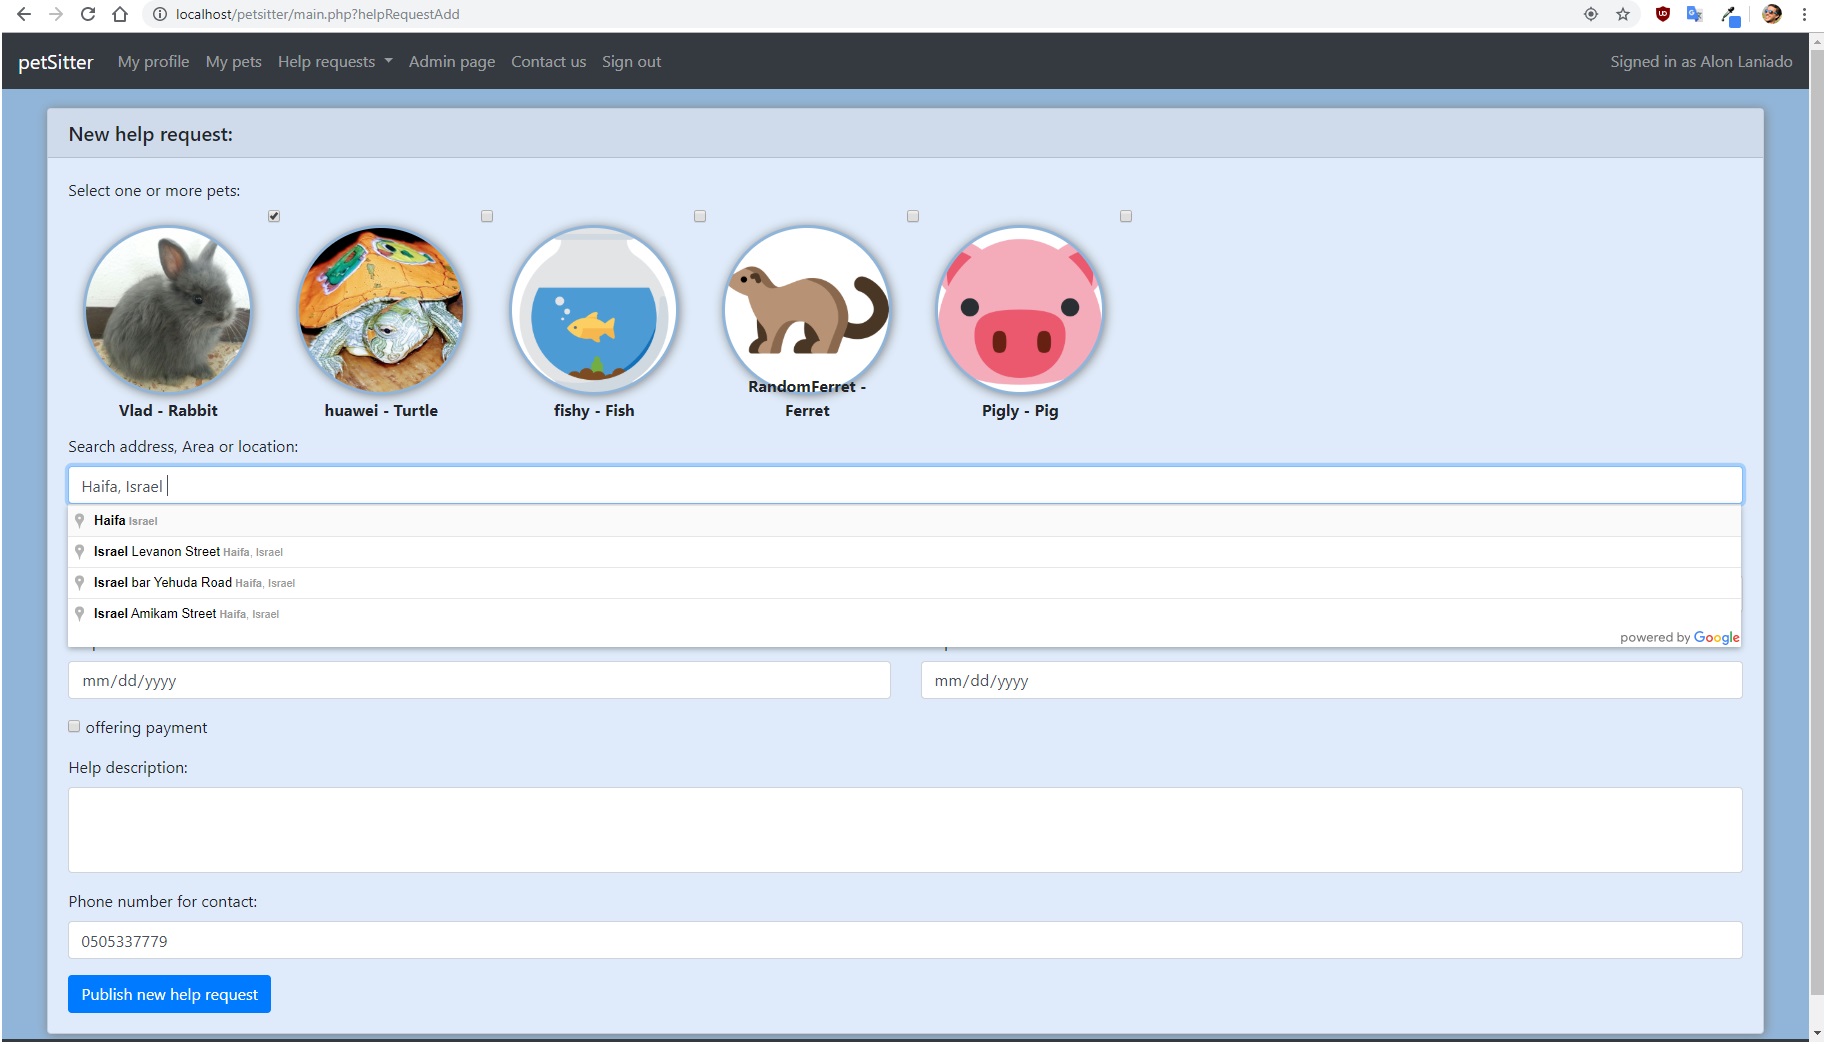 localhost/petsitter/main.php?helpRequestAdd
petSitter My profile My pets Help requests Admin page Contact us Sign out Signed in as Alon Laniado
New help request:
Select one or more pets:
Vlad - Rabbit
huawei - Turtle
fishy - Fish
RandomFerret -
Ferret
Pigly - Pig
Search address, Area or location:
Haifa, Israel
Haifa Israel
Israel Levanon Street Haifa, Israel
Israel bar Yehuda Road Haifa, Israel
Israel Amikam Street Haifa, Israel
powered by Google
mm/dd/yyyy mm/dd/yyyy
offering payment
Help description:
Phone number for contact:
0505337779
Publish new help request